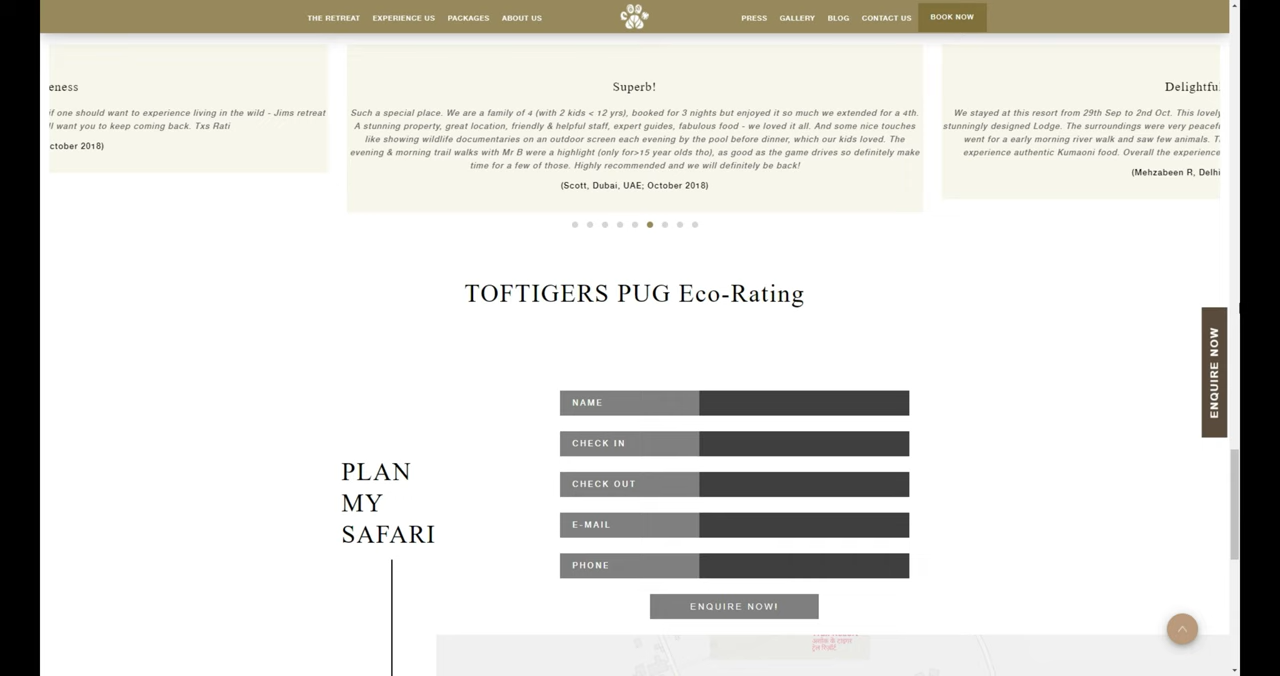 THE RETREAT EXPERIENCE US PACKAGES ABOUT US PRESS GALLERY BLOG CONTACT US BOOK NOW
eness
if one should want to experience living in the wild - Jims retreat
want you to keep coming back. Txs Rati
ctober 2018)
Superb!
Such a special place. We are a family of 4 (with 2 kids < 12 yrs), booked for 3 nights but enjoyed it so much we extended for a 4th.
A stunning property, great location, friendly & helpful staff, expert guides, fabulous food - we loved it all. And some nice touches
like showing wildlife documentaries on an outdoor screen each evening by the pool before dinner, which our kids loved. The
evening & morning trail walks with Mr B were a highlight (only for>15 year olds tho), as good as the game drives so definitely make
time for a few of those. Highly recommended and we will definitely be back!
(Scott, Dubai, UAE; October 2018)
Delightful
We stayed at this resort from 29th Sep to 2nd Oct. This lovely
stunningly designed Lodge. The surroundings were very peacef
went for a early morning river walk and saw few animals. T
experience authentic Kumaoni food. Overall the experience
(Mehzabeen R, Delhi
TOFTIGERS PUG Eco-Rating
ENQUIRE NOW
PLAN
MY
SAFARI
NAME
CHECK IN
CHECK OUT
E-MAIL
PHONE
ENQUIRE NOW!